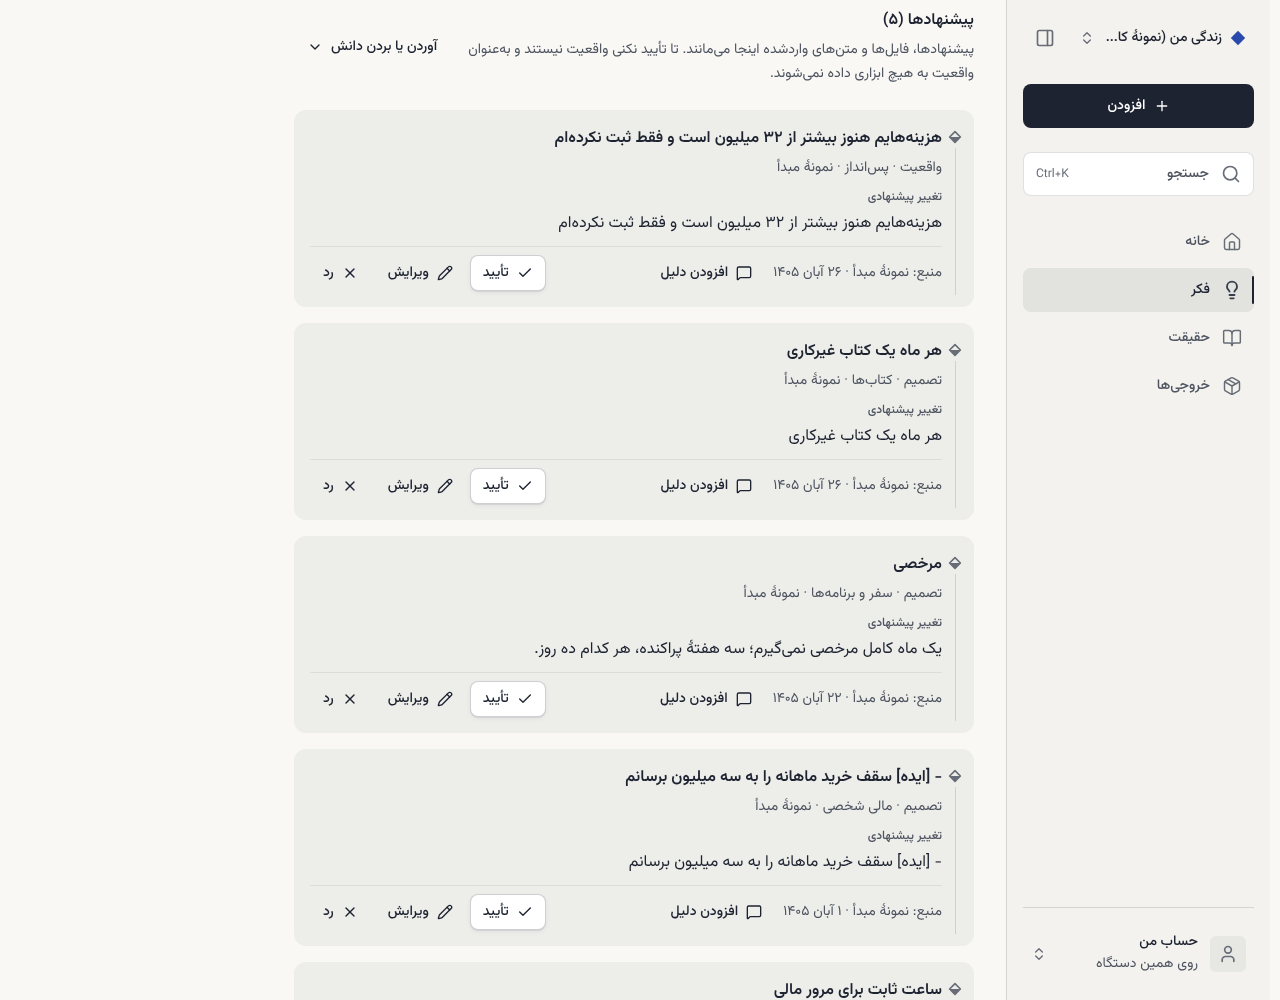 زندگی من (نمونهٔ کا...
افزودن
جستجو
Ctrl+K
خانه
فکر
حقیقت
خروجی‌ها
حساب من
روی همین دستگاه
پیشنهادها (۵)
پیشنهادها، فایل‌ها و متن‌های واردشده اینجا می‌مانند. تا تأیید نکنی واقعیت نیستند و به‌عنوان
واقعیت به هیچ ابزاری داده نمی‌شوند.
آوردن یا بردن دانش
هزینه‌هایم هنوز بیشتر از ۳۲ میلیون است و فقط ثبت نکرده‌ام
واقعیت · پس‌انداز · نمونهٔ مبدأ
تغییر پیشنهادی
هزینه‌هایم هنوز بیشتر از ۳۲ میلیون است و فقط ثبت نکرده‌ام
منبع: نمونهٔ مبدأ · ۲۶ آبان ۱۴۰۵ افزودن دلیل تأیید ویرایش رد
هر ماه یک کتاب غیرکاری
تصمیم · کتاب‌ها · نمونهٔ مبدأ
تغییر پیشنهادی
هر ماه یک کتاب غیرکاری
منبع: نمونهٔ مبدأ · ۲۶ آبان ۱۴۰۵ افزودن دلیل تأیید ویرایش رد
مرخصی
تصمیم · سفر و برنامه‌ها · نمونهٔ مبدأ
تغییر پیشنهادی
یک ماه کامل مرخصی نمی‌گیرم؛ سه هفتهٔ پراکنده، هر کدام ده روز.
منبع: نمونهٔ مبدأ · ۲۲ آبان ۱۴۰۵ افزودن دلیل تأیید ویرایش رد
- [ایده] سقف خرید ماهانه را به سه میلیون برسانم
تصمیم · مالی شخصی · نمونهٔ مبدأ
تغییر پیشنهادی
- [ایده] سقف خرید ماهانه را به سه میلیون برسانم
منبع: نمونهٔ مبدأ · ۱ آبان ۱۴۰۵ افزودن دلیل تأیید ویرایش رد
ساعت ثابت برای مرور مالی